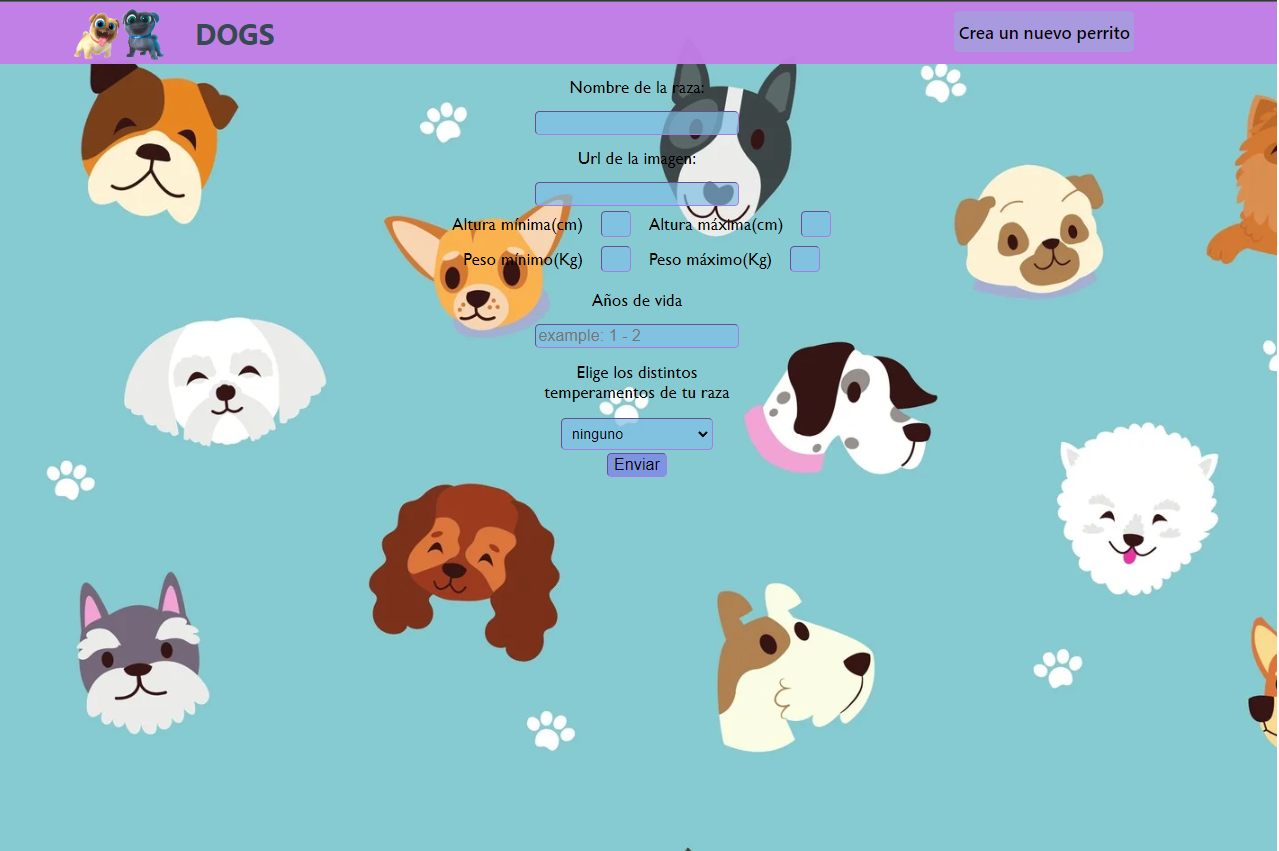 DOGS
Crea un nuevo perrito
Nombre de la raza:
Url de la imagen:
Altura mínima(cm) Altura máxima(cm)
Peso mínimo(Kg) Peso máximo(Kg)
Años de vida
example: 1 - 2
Elige los distintos
temperamentos de tu raza
ninguno
Enviar